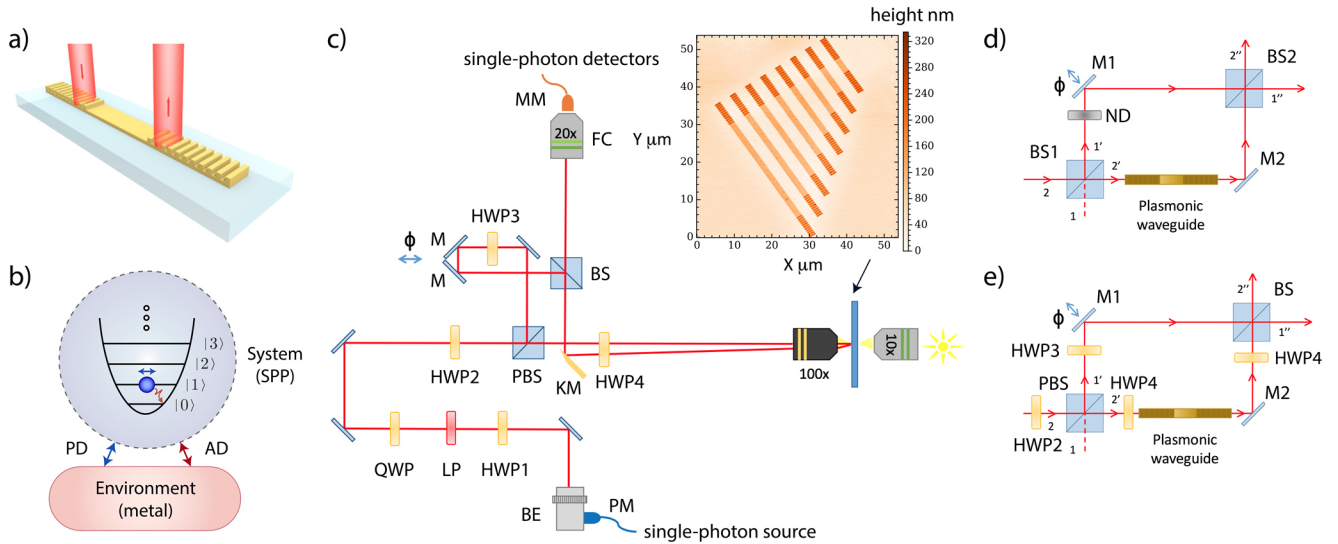 a)
b)
|3⟩
|2⟩
|1⟩
|0⟩
System
(SPP)
PD
AD
Environment
(metal)
c)
single-photon detectors
MM
20x
FC
HWP3
ϕ
M
M
BS
HWP2
PBS
KM
HWP4
100x
10x
QWP
LP
HWP1
BE
PM
single-photon source
height nm
320
280
240
200
160
120
80
40
0
Y μm
50
40
30
20
10
0
0 10 20 30 40 50
X μm
d)
2''
BS2
M1
ϕ
1''
ND
BS1
1'
2'
M2
2
1
Plasmonic
waveguide
e)
2''
BS
M1
ϕ
1''
HWP3
HWP4
PBS
1'
HWP4
2'
M2
2
HWP2
1
Plasmonic
waveguide